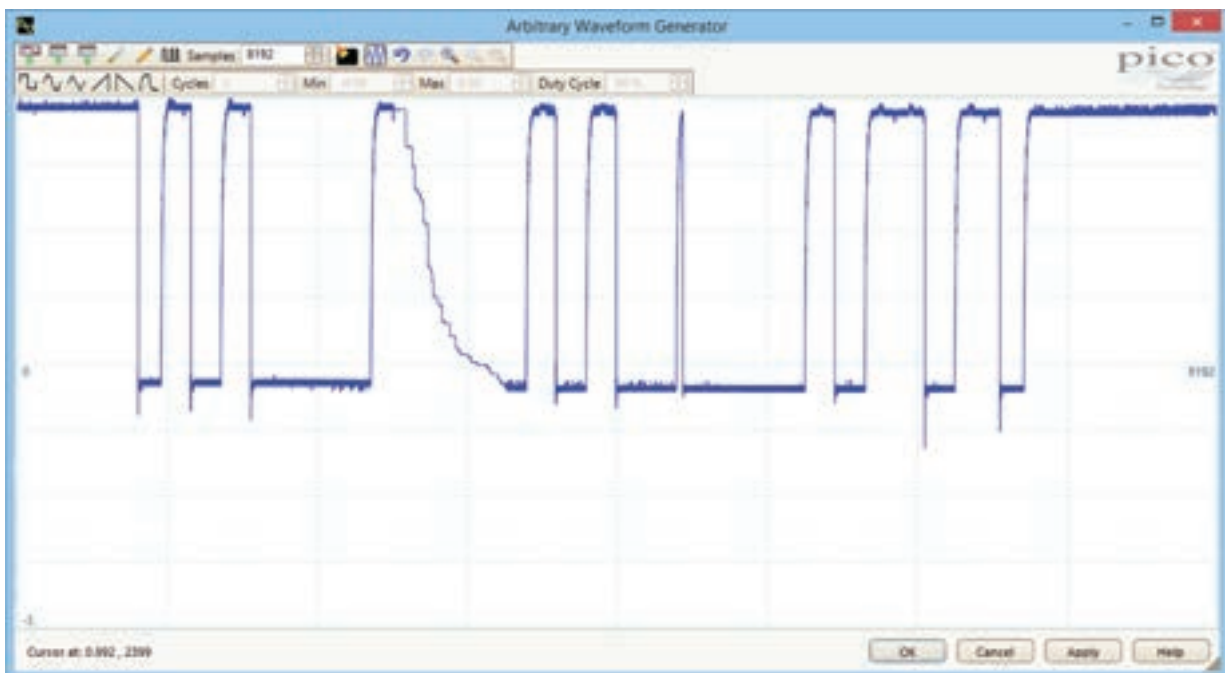 Arbitrary Waveform Generator
Samples 8192
pico
Cycles Min Max Duty Cycle
0
8192
-1
Cursor at: 0.992, 2399
OK Cancel Apply Help